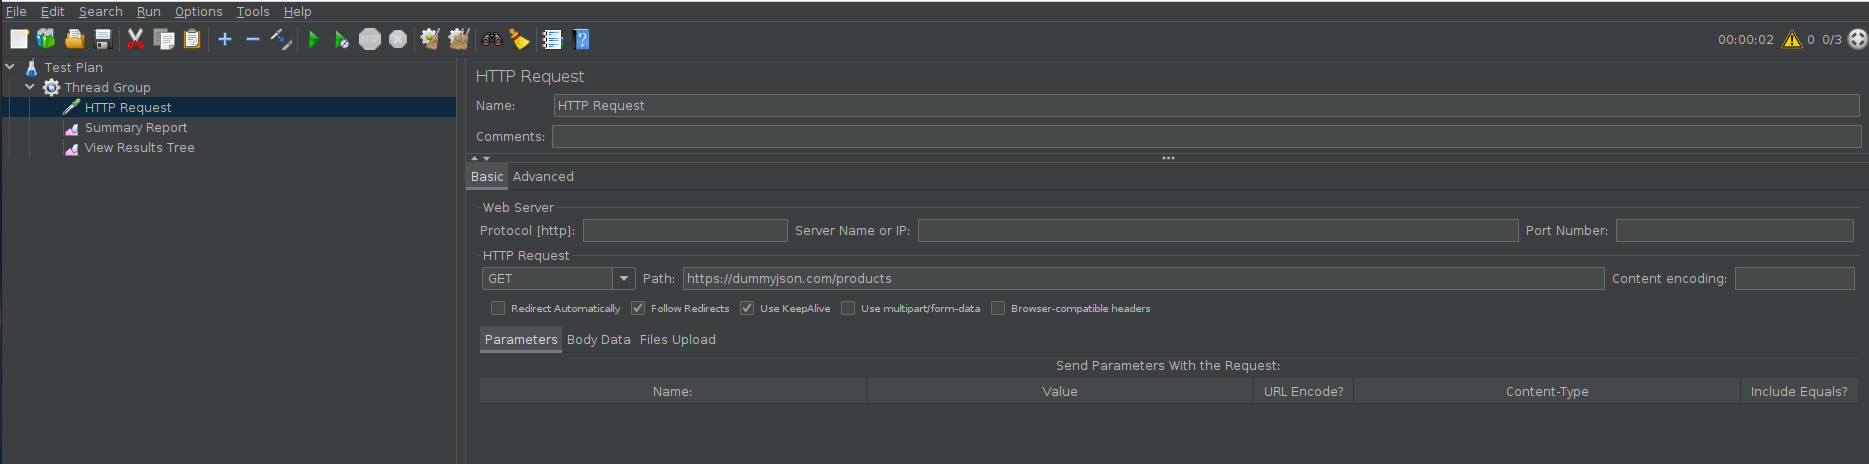 File Edit Search Run Options Tools Help
STOP 00:00:02 0 0/3
Test Plan
Thread Group
HTTP Request
Summary Report
View Results Tree
HTTP Request
Name: HTTP Request
Comments:
Basic Advanced
Web Server
Protocol [http]: Server Name or IP: Port Number:
HTTP Request
GET Path: https://dummyjson.com/products Content encoding:
Redirect Automatically Follow Redirects Use KeepAlive Use multipart/form-data Browser-compatible headers
Parameters Body Data Files Upload
Send Parameters With the Request:
Name: Value URL Encode? Content-Type Include Equals?